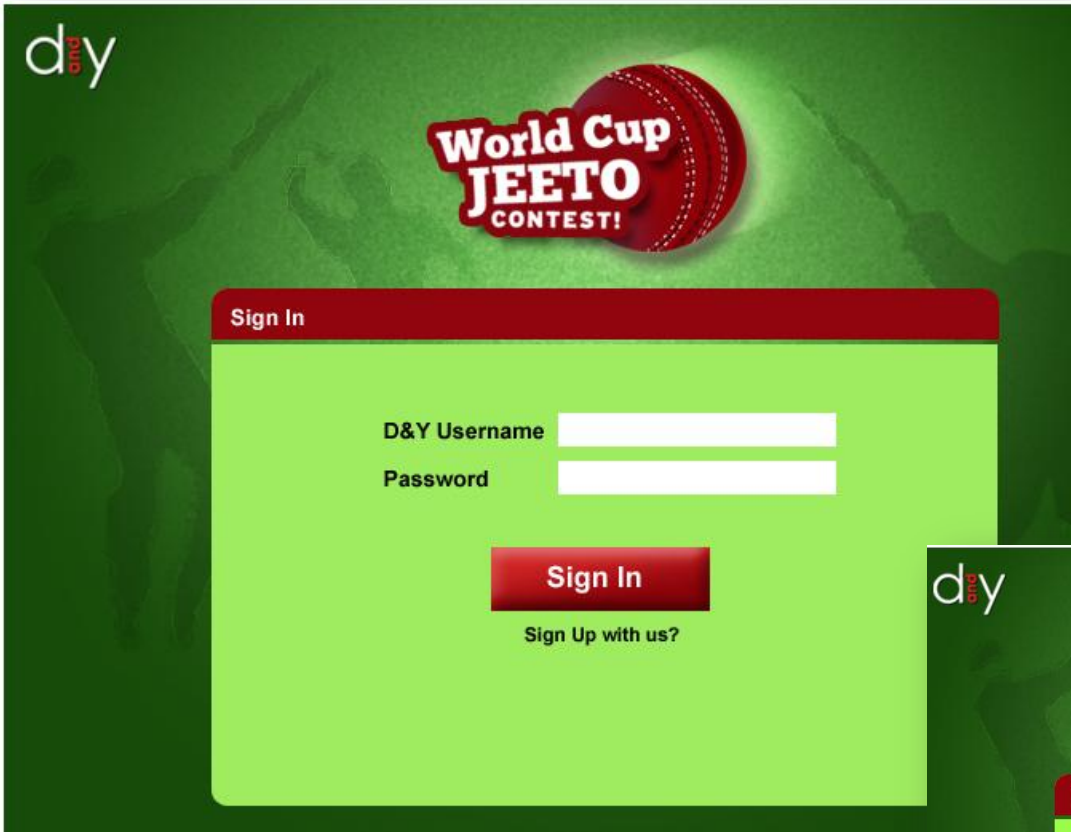 dandy
World Cup
JEETO
CONTEST!
Sign In
D&Y Username
Password
Sign In
Sign Up with us?
dandy